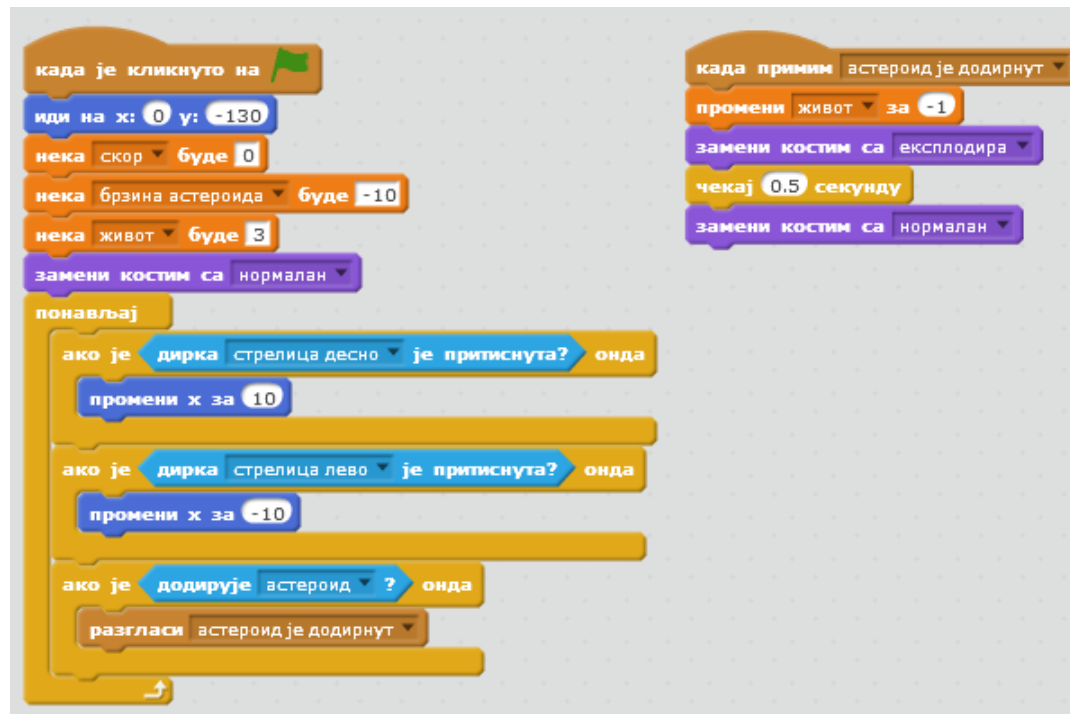 када је кликнуто на
иди на x: 0 y: -130
нека скор буде 0
нека брзина астероида буде -10
нека живот буде 3
замени костим са нормалан
понављај
ако је дирка стрелица десно је притиснута? онда
промени x за 10
ако је дирка стрелица лево је притиснута? онда
промени x за -10
ако је додирује астероид ? онда
разгласи астероид је додирнут
када примим астероид је додирнут
промени живот за -1
замени костим са експлодира
чекај 0.5 секунду
замени костим са нормалан